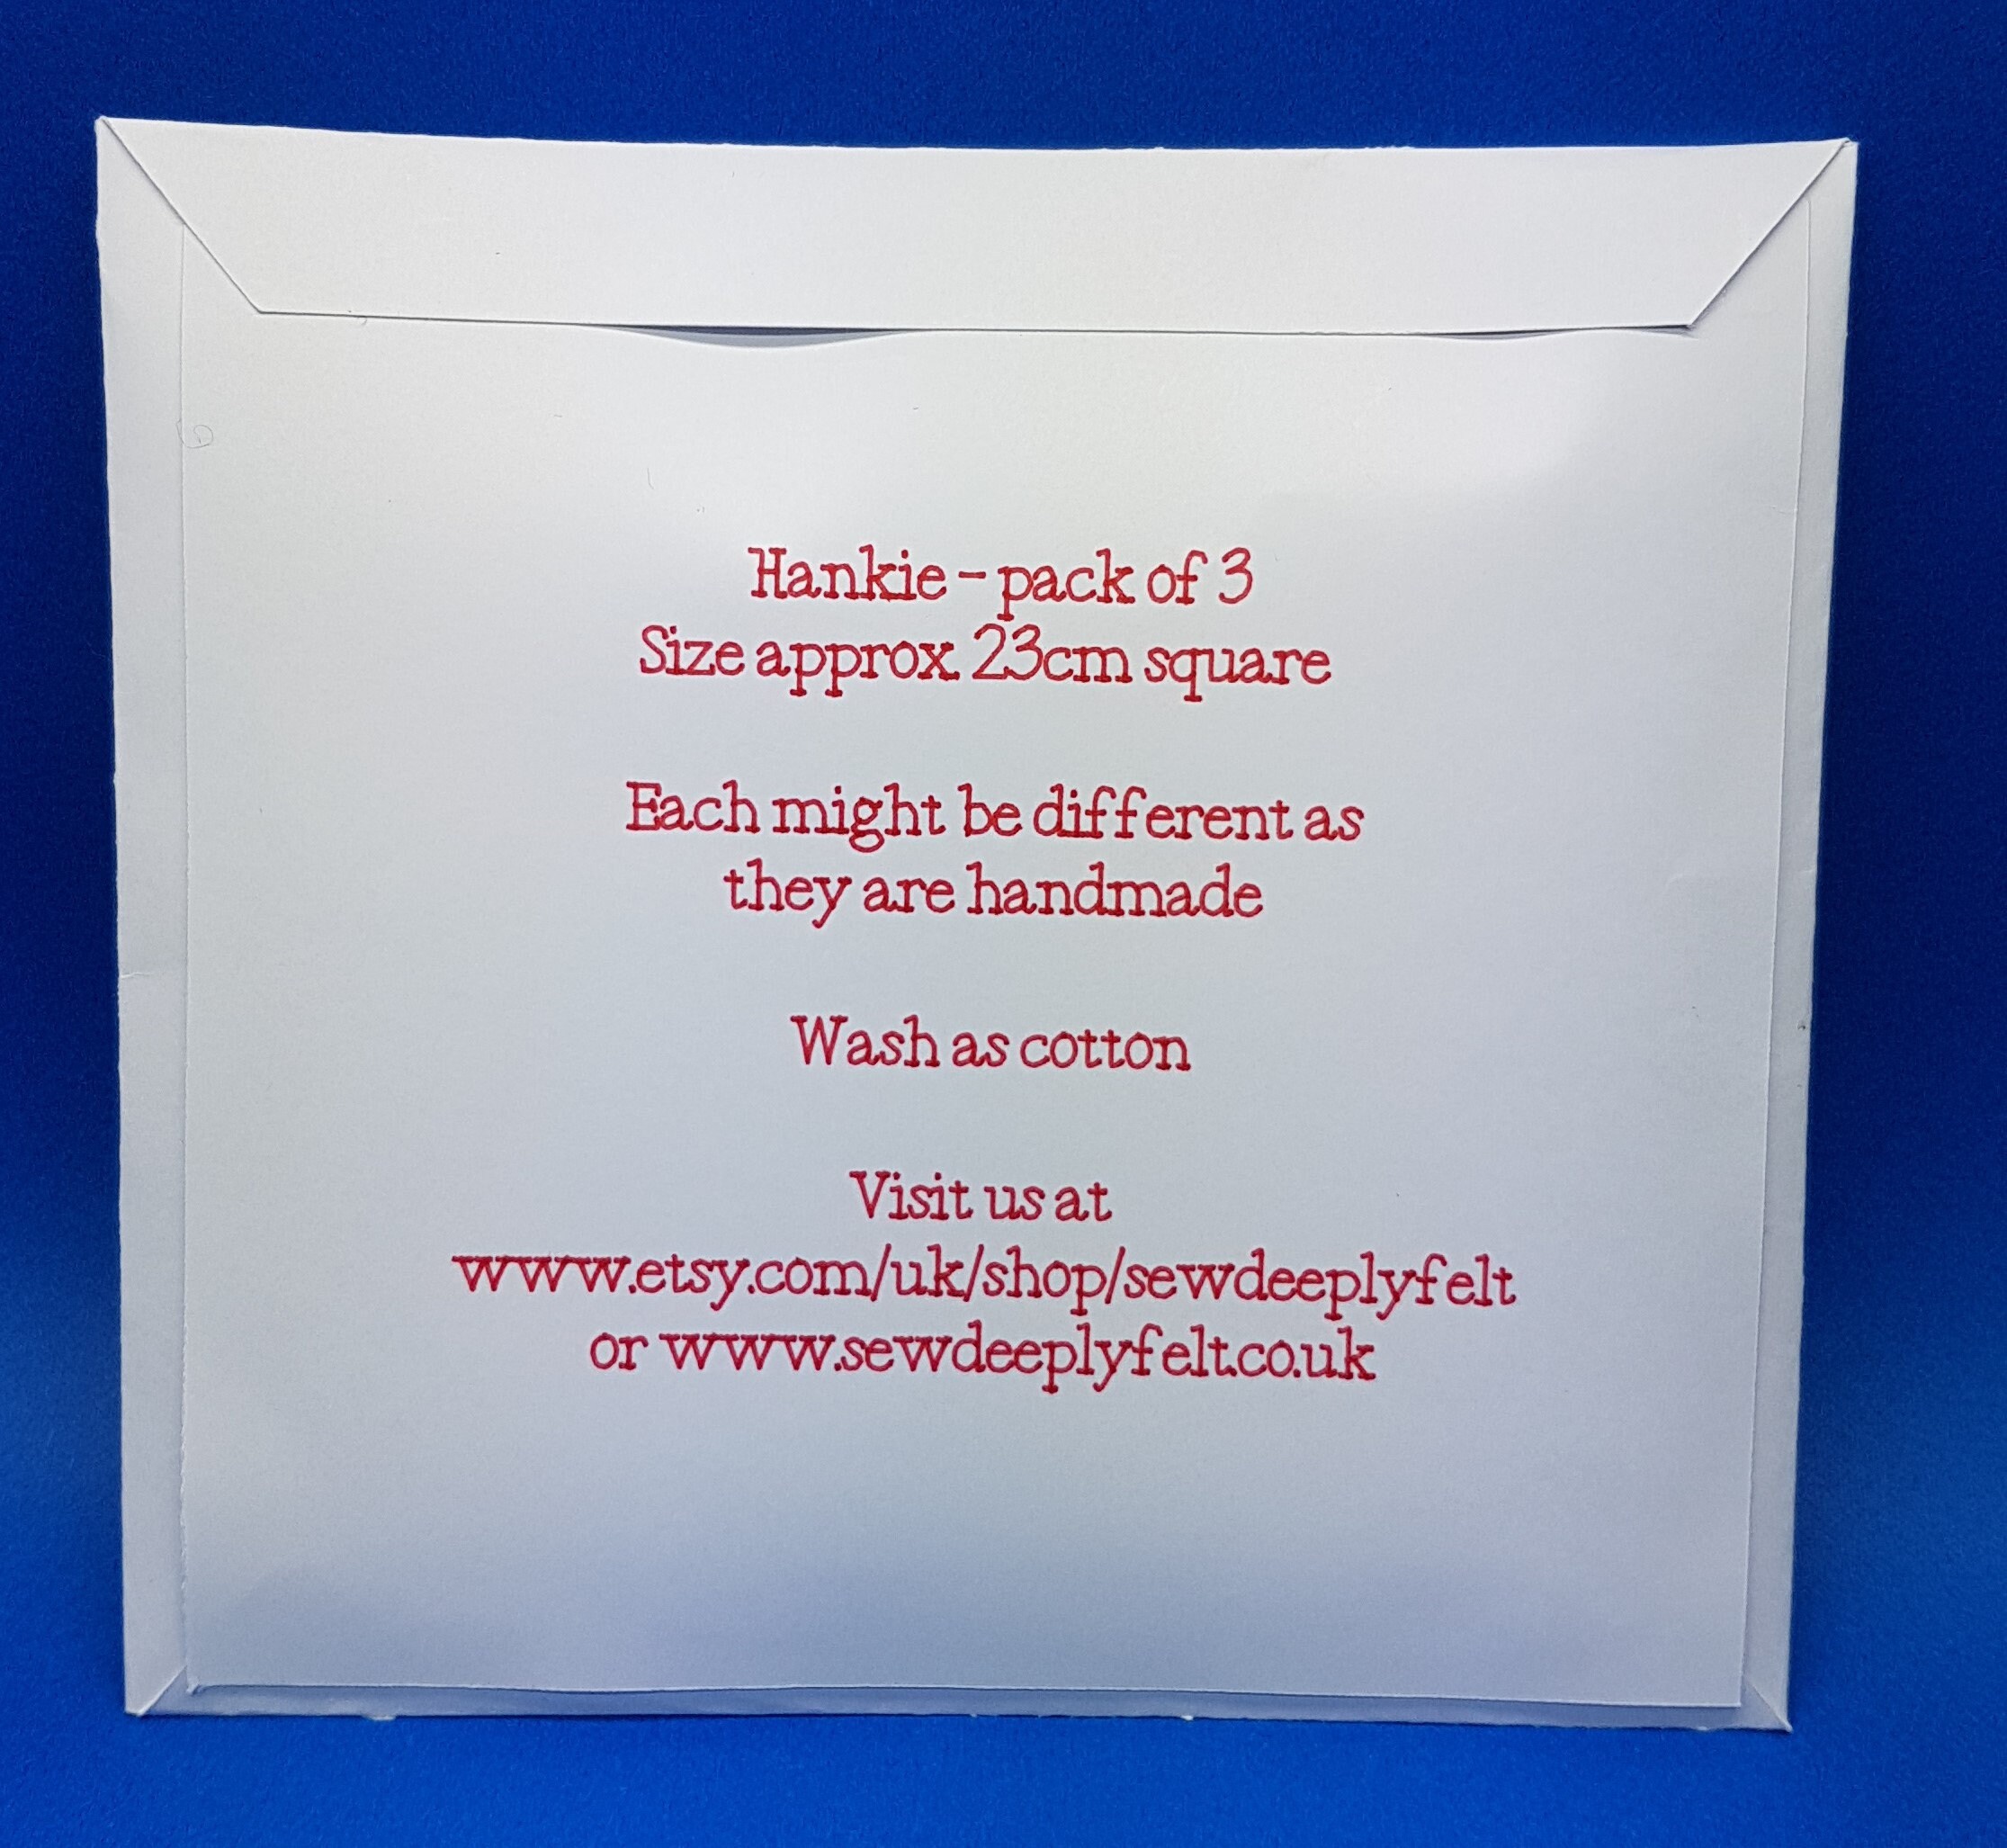 Hankie - pack of 3
Size approx. 23cm square
Each might be different as
they are handmade
Wash as cotton
Visit us at
www.etsy.com/uk/shop/sewdeeplyfelt
or www.sewdeeplyfelt.co.uk